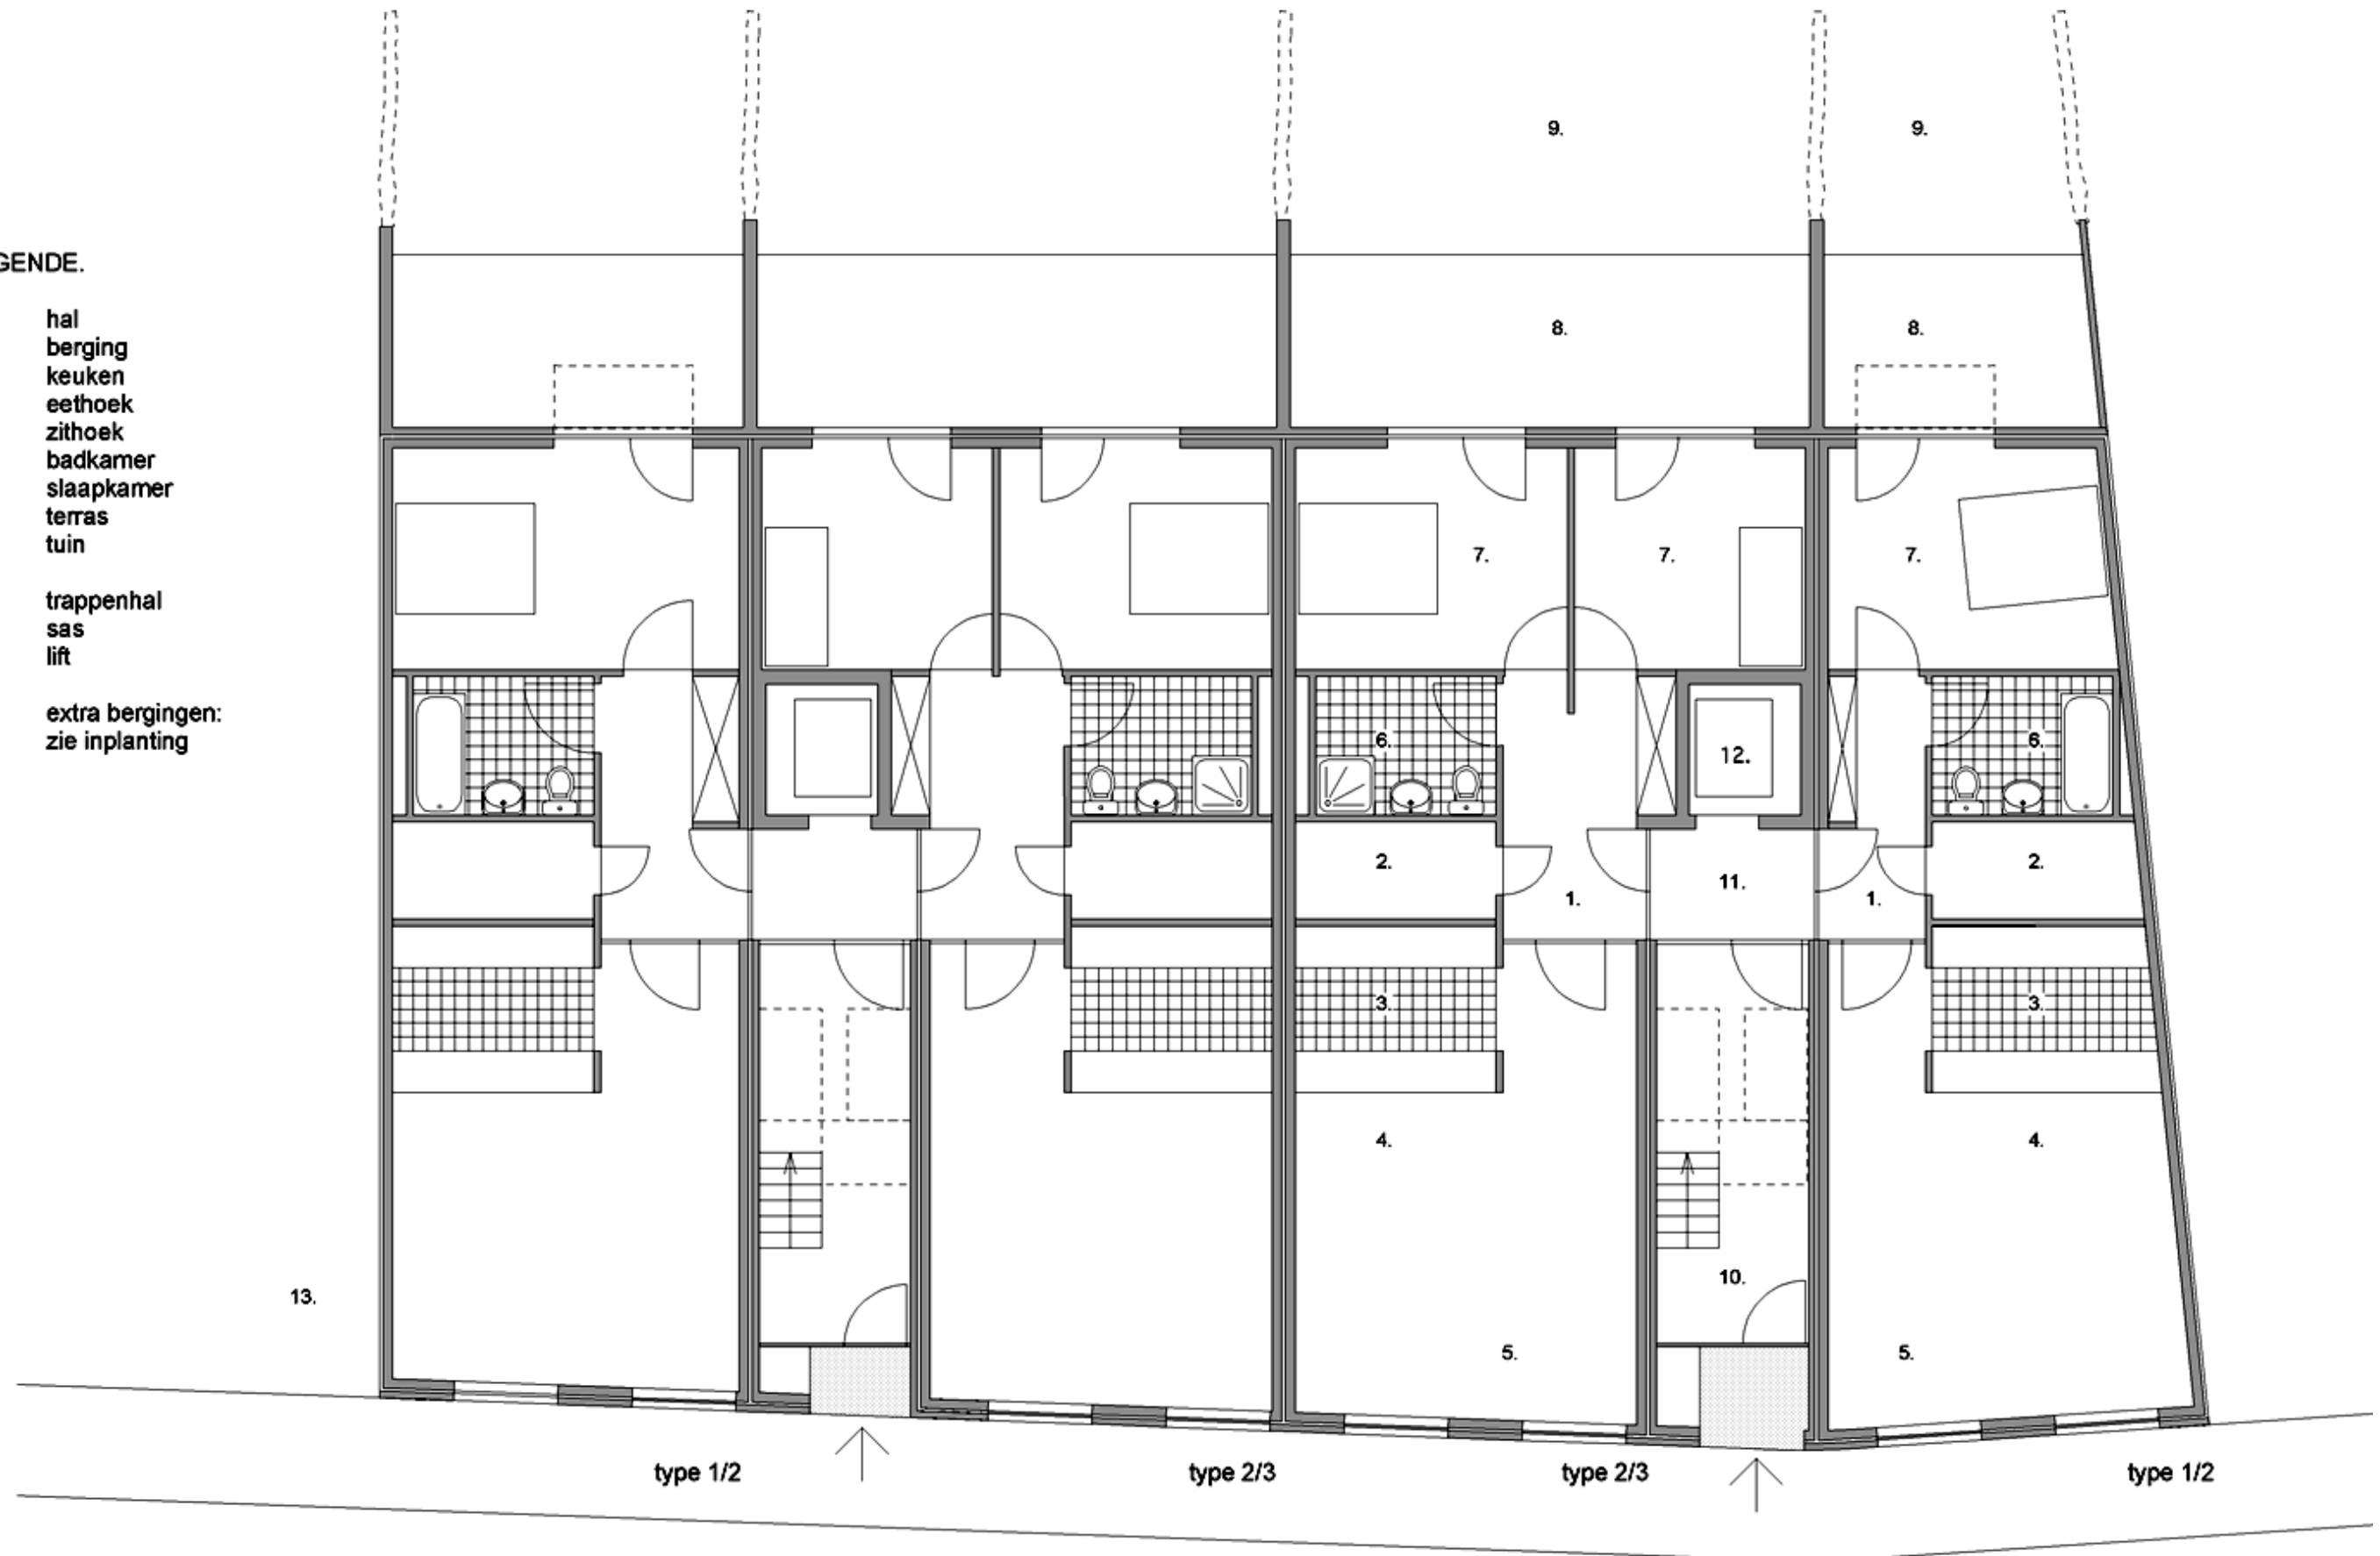 GENDE.
hal
berging
keuken
eethoek
zithoek
badkamer
slaapkamer
terras
tuin
trappenhal
sas
lift
extra bergingen:
zie inplanting
9. 9.
8. 8.
7. 7. 7.
6. 12. 6.
2. 11. 2.
1. 1.
3. 3.
4. 4.
10.
13.
5. 5.
type 1/2 type 2/3 type 2/3 type 1/2